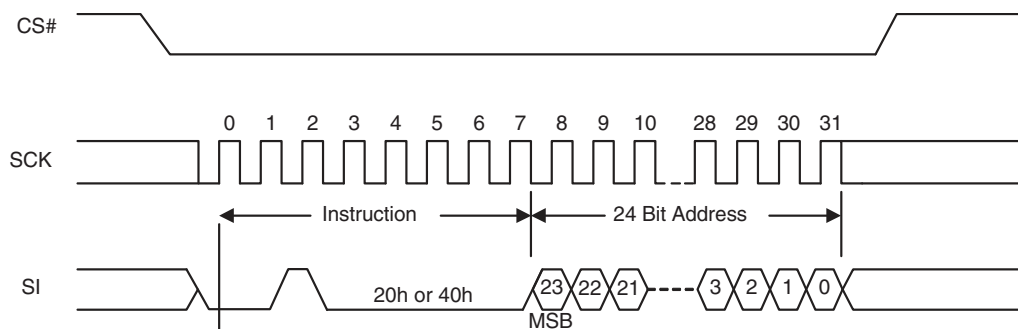 CS#
0 1 2 3 4 5 6 7 8 9 10 28 29 30 31
SCK
Instruction 24 Bit Address
SI
20h or 40h 23 22 21 3 2 1 0
MSB